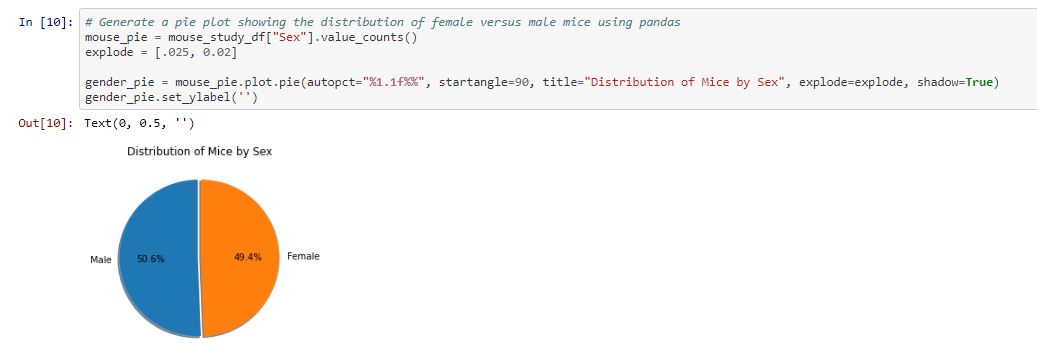 In [10]: # Generate a pie plot showing the distribution of female versus male mice using pandas
mouse_pie = mouse_study_df["Sex"].value_counts()
explode = [.025, 0.02]
gender_pie = mouse_pie.plot.pie(autopct="%1.1f%%", startangle=90, title="Distribution of Mice by Sex", explode=explode, shadow=True)
gender_pie.set_ylabel('')
Out[10]: Text(0, 0.5, '')
Distribution of Mice by Sex
Male 50.6% 49.4% Female